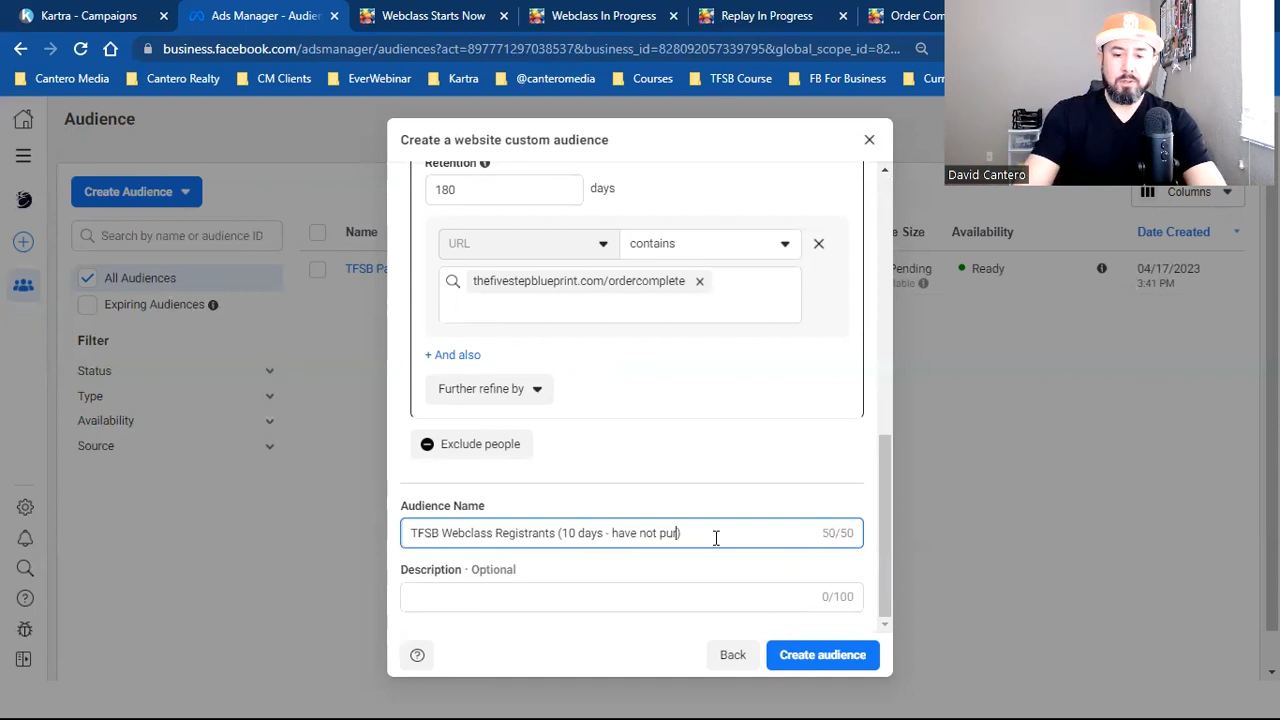 Kartra - Campaigns
Ads Manager - Audien
Webclass Starts Now
Webclass In Progress
Replay In Progress
Order Com
business.facebook.com/adsmanager/audiences?act=897771297038537&business_id=828092057339795&global_scope_id=82...
Cantero Media
Cantero Realty
CM Clients
EverWebinar
Kartra
@canteromedia
Courses
TFSB Course
FB For Business
Curr
David Cantero
Audience
Create Audience
Columns
Search by name or audience ID
Name
e Size
Availability
Date Created
All Audiences
Expiring Audiences
TFSB Pa
Pending
lable
Ready
04/17/2023
3:41 PM
Filter
Status
Type
Availability
Source
Create a website custom audience
Retention
180 days
URL
contains
thefivestepblueprint.com/ordercomplete
+ And also
Further refine by
Exclude people
Audience Name
TFSB Webclass Registrants (10 days - have not pur)
50/50
Description · Optional
0/100
Back
Create audience